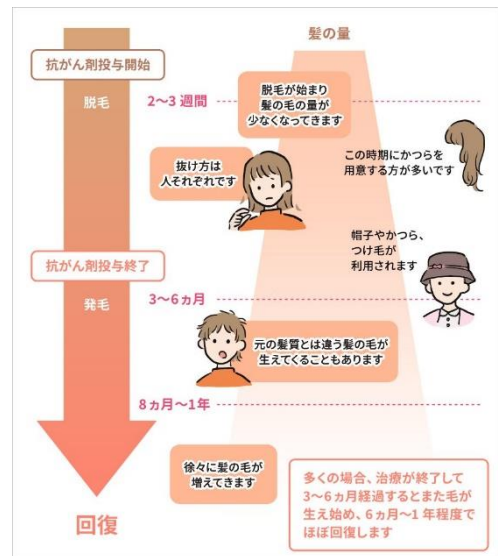 髪の量
抗がん剤投与開始
脱毛
2〜3 週間
脱毛が始まり
髪の毛の量が
少なくなってきます
抜け方は
人それぞれです
この時期にかつらを
用意する方が多いです
帽子やかつら、
つけ毛が
利用されます
抗がん剤投与終了
発毛
3〜6ヵ月
元の髪質とは違う髪の毛が
生えてくることもあります
8ヵ月〜1年
徐々に髪の毛が
増えてきます
回復
多くの場合、治療が終了して
3〜6ヵ月経過するとまた毛が
生え始め、6ヵ月〜1年程度で
ほぼ回復します